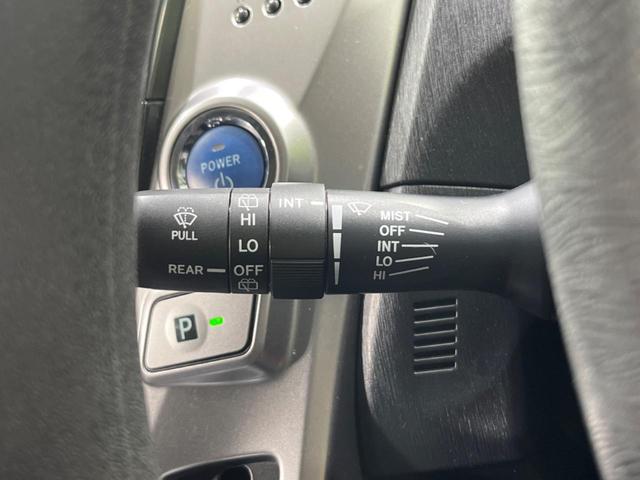 POWER
PULL
REAR
HI
LO
OFF
INT
MIST
OFF
INT
LO
HI
P